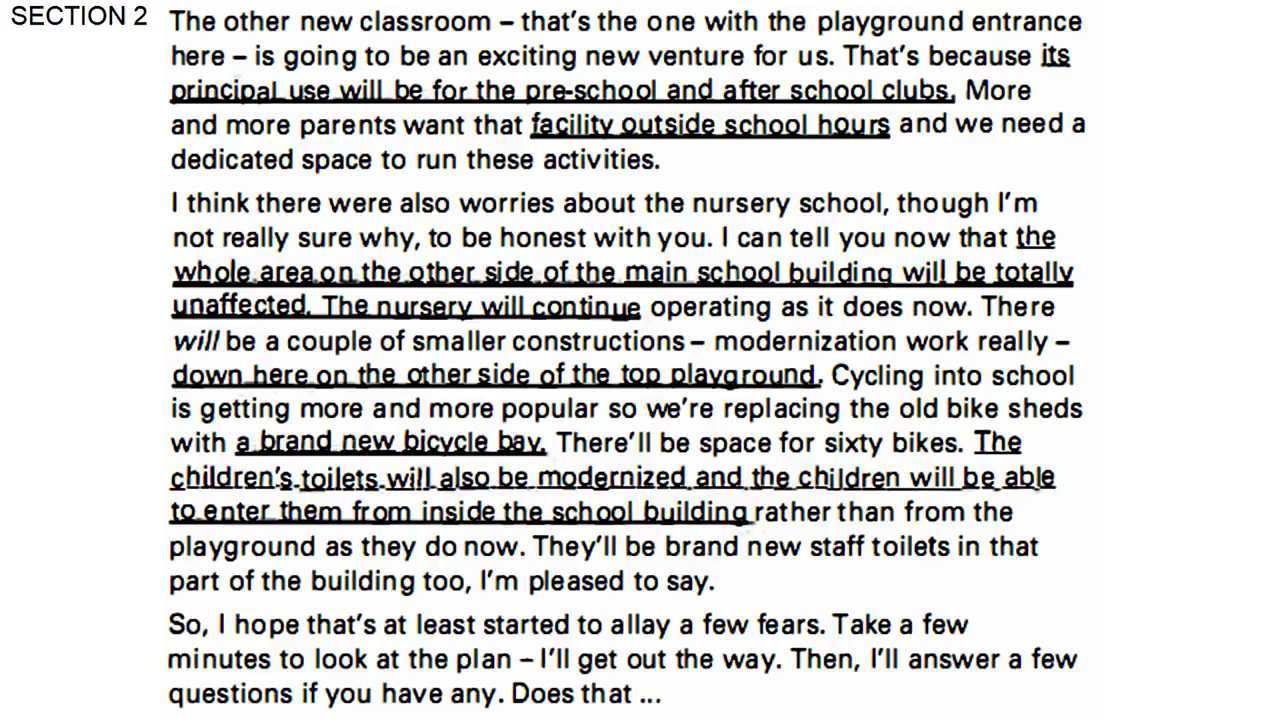 SECTION 2
The other new classroom – that's the one with the playground entrance
here – is going to be an exciting new venture for us. That's because its
principal use will be for the pre-school and after school clubs. More
and more parents want that facility outside school hours and we need a
dedicated space to run these activities.
I think there were also worries about the nursery school, though I'm
not really sure why, to be honest with you. I can tell you now that the
whole area on the other side of the main school building will be totally
unaffected. The nursery will continue operating as it does now. There
will be a couple of smaller constructions – modernization work really –
down here on the other side of the top playground. Cycling into school
is getting more and more popular so we're replacing the old bike sheds
with a brand new bicycle bay. There'll be space for sixty bikes. The
children's toilets will also be modernized and the children will be able
to enter them from inside the school building rather than from the
playground as they do now. They'll be brand new staff toilets in that
part of the building too, I'm pleased to say.
So, I hope that's at least started to allay a few fears. Take a few
minutes to look at the plan – I'll get out the way. Then, I'll answer a few
questions if you have any. Does that ...